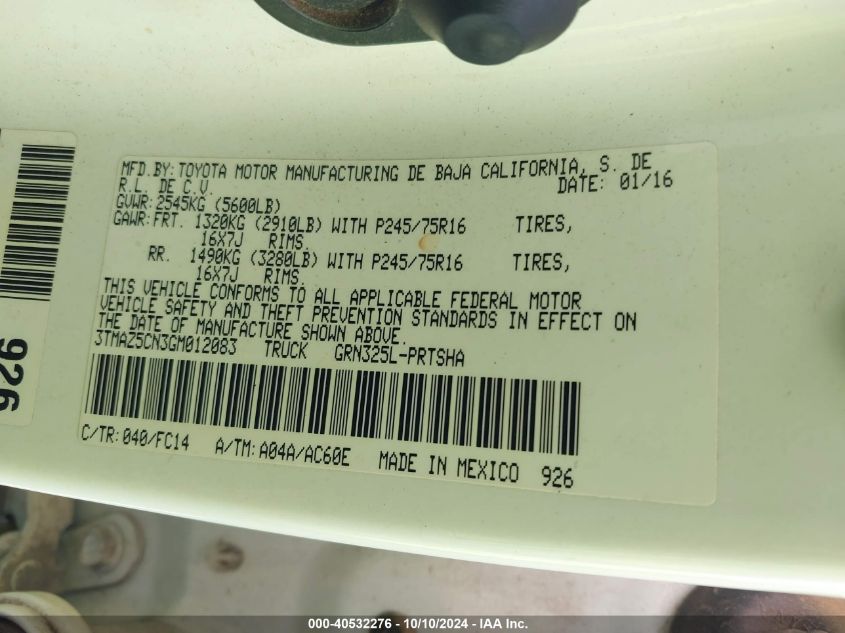 MFD.BY:TOYOTA MOTOR MANUFACTURING DE BAJA CALIFORNIA, S. DE
R.L. DE C.V. DATE: 01/16
GVWR:2545KG (5600LB)
GAWR:FRT. 1320KG (2910LB) WITH P245/75R16 TIRES,
16X7J RIMS.
RR. 1490KG (3280LB) WITH P245/75R16 TIRES,
16X7J RIMS.
THIS VEHICLE CONFORMS TO ALL APPLICABLE FEDERAL MOTOR
VEHICLE SAFETY AND THEFT PREVENTION STANDARDS IN EFFECT ON
THE DATE OF MANUFACTURE SHOWN ABOVE.
3TMAZ5CN3GM012083 TRUCK GRN325L-PRTSHA
C/TR:040/FC14 A/TM:A04A/AC60E MADE IN MEXICO 926
926
000-40532276 - 10/10/2024 - IAA Inc.